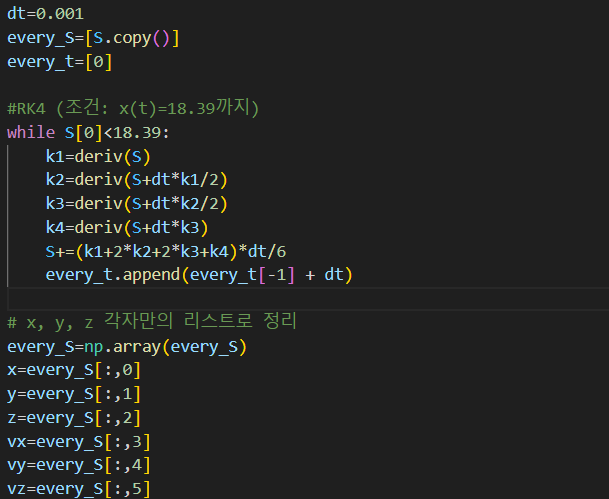 dt=0.001
every_S=[S.copy()]
every_t=[0]
#RK4 (조건: x(t)=18.39까지)
while S[0]<18.39:
    k1=deriv(S)
    k2=deriv(S+dt*k1/2)
    k3=deriv(S+dt*k2/2)
    k4=deriv(S+dt*k3)
    S+=(k1+2*k2+2*k3+k4)*dt/6
    every_t.append(every_t[-1] + dt)
# x, y, z 각자만의 리스트로 정리
every_S=np.array(every_S)
x=every_S[:,0]
y=every_S[:,1]
z=every_S[:,2]
vx=every_S[:,3]
vy=every_S[:,4]
vz=every_S[:,5]